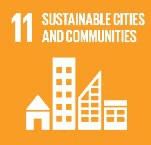 11 SUSTAINABLE CITIES
AND COMMUNITIES